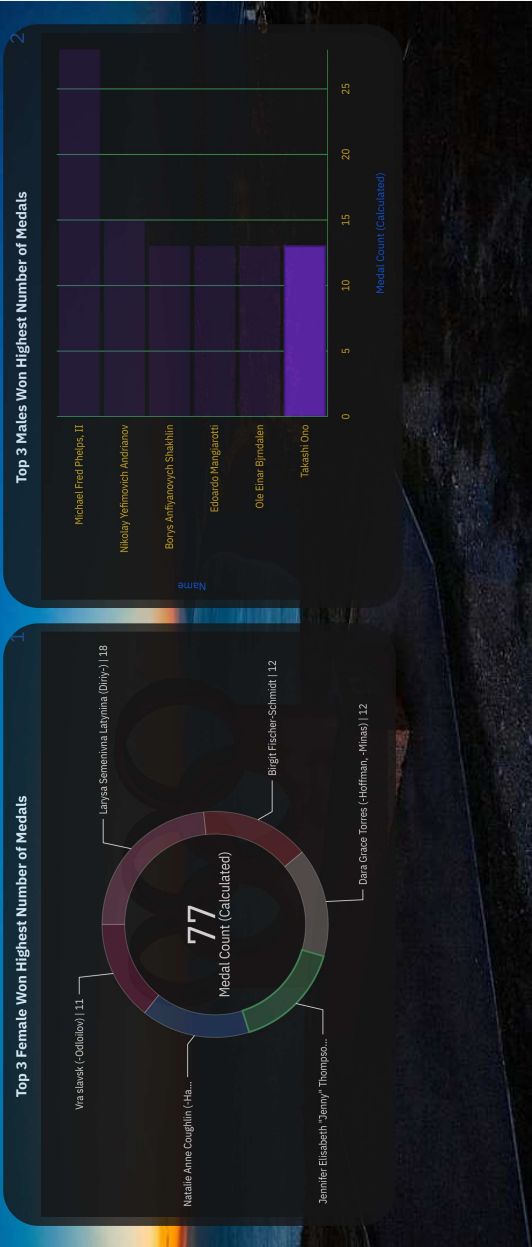 Top 3 Female Won Highest Number of Medals
1
Larysa Semenivna Latynina (Diriy-) | 18
Birgit Fischer-Schmidt | 12
Dara Grace Torres (-Hoffman, -Minas) | 12
Jennifer Elisabeth "Jenny" Thompso...
Natalie Anne Coughlin (-Ha...
Vra slavsk (-Odloilov) | 11
77
Medal Count (Calculated)
Top 3 Males Won Highest Number of Medals
2
Name
Michael Fred Phelps, II
Nikolay Yefimovich Andrianov
Borys Anfiyanovych Shakhlin
Edoardo Mangiarotti
Ole Einar Bjrndalen
Takashi Ono
0
5
10
15
20
25
Medal Count (Calculated)